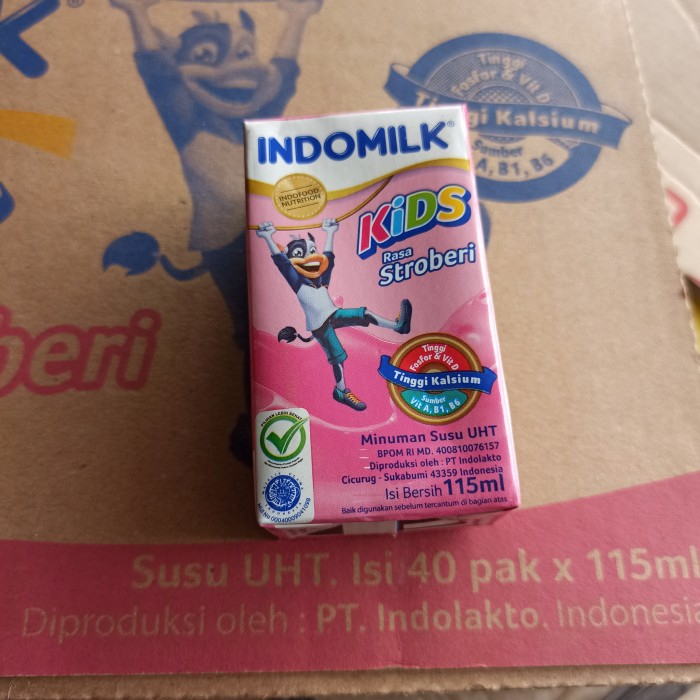 Tinggi
Fosfor & Vit D
Tinggi Kalsium
Sumber
A, B1, B6
INDOMILK®
INDOFOOD
NUTRITION
KiDS
Rasa
Stroberi
Tinggi
Fosfor & Vit D
Tinggi Kalsium
Sumber
Vit A, B1, B6
PILIHAN LEBIH SEHAT
Minuman Susu UHT
BPOM RI MD. 400810076157
Diproduksi oleh : PT Indolakto
Cicurug - Sukabumi 43359 Indonesia
Isi Bersih 115ml
Baik digunakan sebelum tercantum di bagian atas
beri
Susu UHT. Isi 40 pak x 115ml
Diproduksi oleh : PT. Indolakto. Indonesia